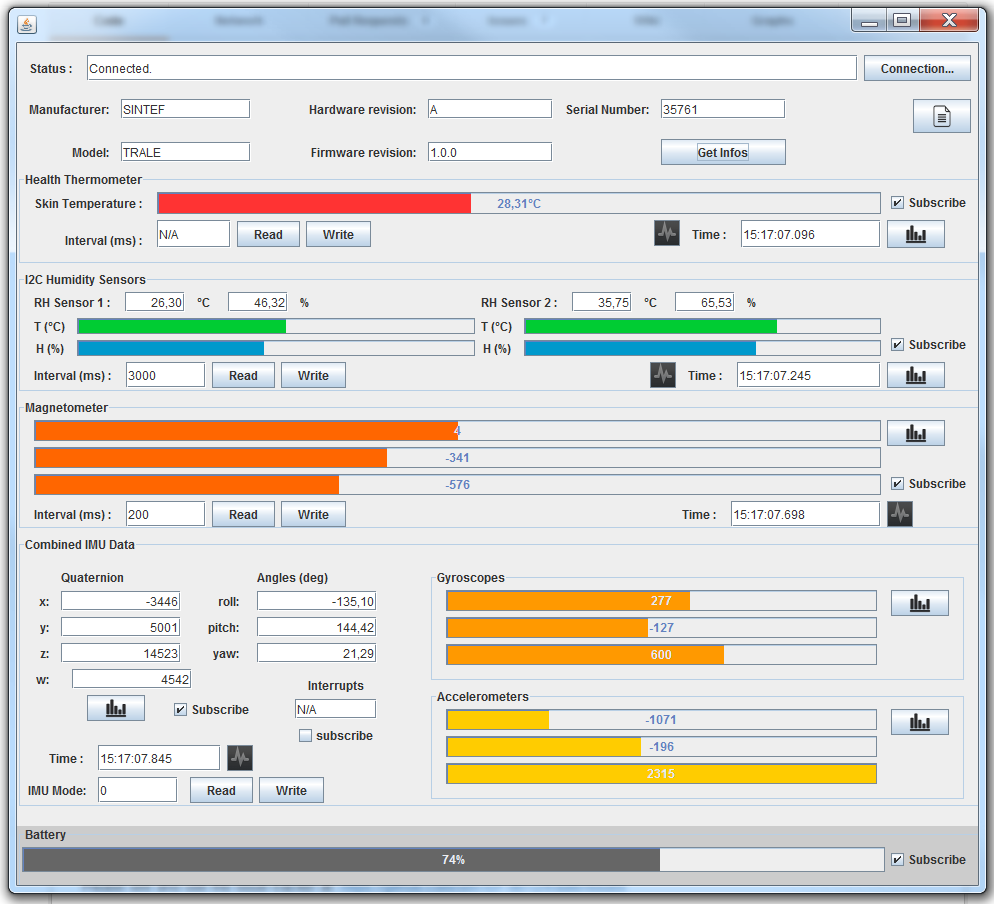 Status : Connected. Connection...
Manufacturer: SINTEF Hardware revision: A Serial Number: 35761
Model: TRALE Firmware revision: 1.0.0 Get Infos
Health Thermometer
Skin Temperature : 28,31°C Subscribe
Interval (ms) : N/A Read Write Time : 15:17:07.096
I2C Humidity Sensors
RH Sensor 1 : 26,30 °C 46,32 % RH Sensor 2 : 35,75 °C 65,53 %
T (°C) T (°C)
H (%) H (%) Subscribe
Interval (ms) : 3000 Read Write Time : 15:17:07.245
Magnetometer
4
-341
-576 Subscribe
Interval (ms) : 200 Read Write Time : 15:17:07.698
Combined IMU Data
Quaternion Angles (deg) Gyroscopes
x: -3446 roll: -135,10 277
y: 5001 pitch: 144,42 -127
z: 14523 yaw: 21,29 600
w: 4542
Interrupts
Accelerometers
Subscribe N/A -1071
subscribe -196
Time : 15:17:07.845 2315
IMU Mode: 0 Read Write
Battery
74% Subscribe